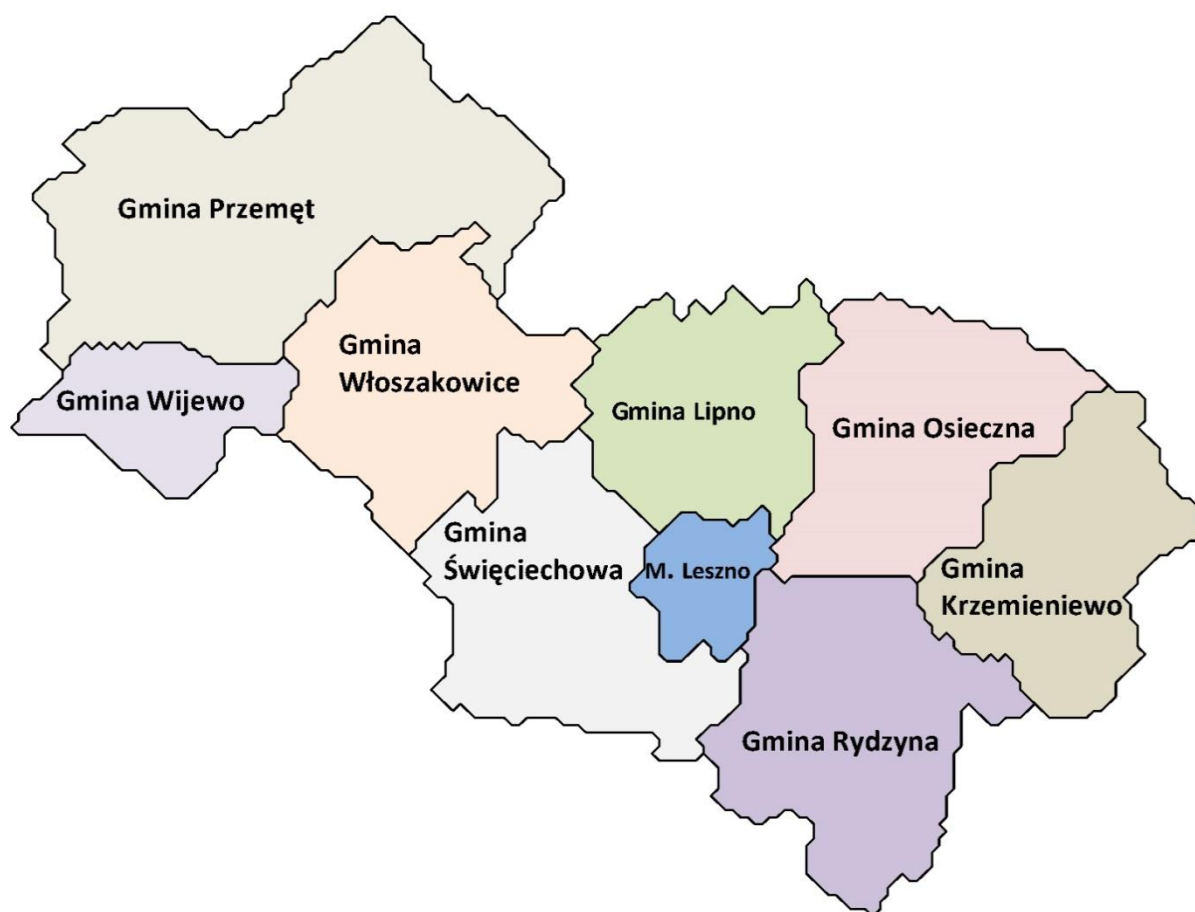 Gmina Przemęt
Gmina
Włoszakowice
Gmina Wijewo
Gmina Lipno
Gmina Osieczna
Gmina
Święciechowa
M. Leszno
Gmina
Krzemieniewo
Gmina Rydzyna